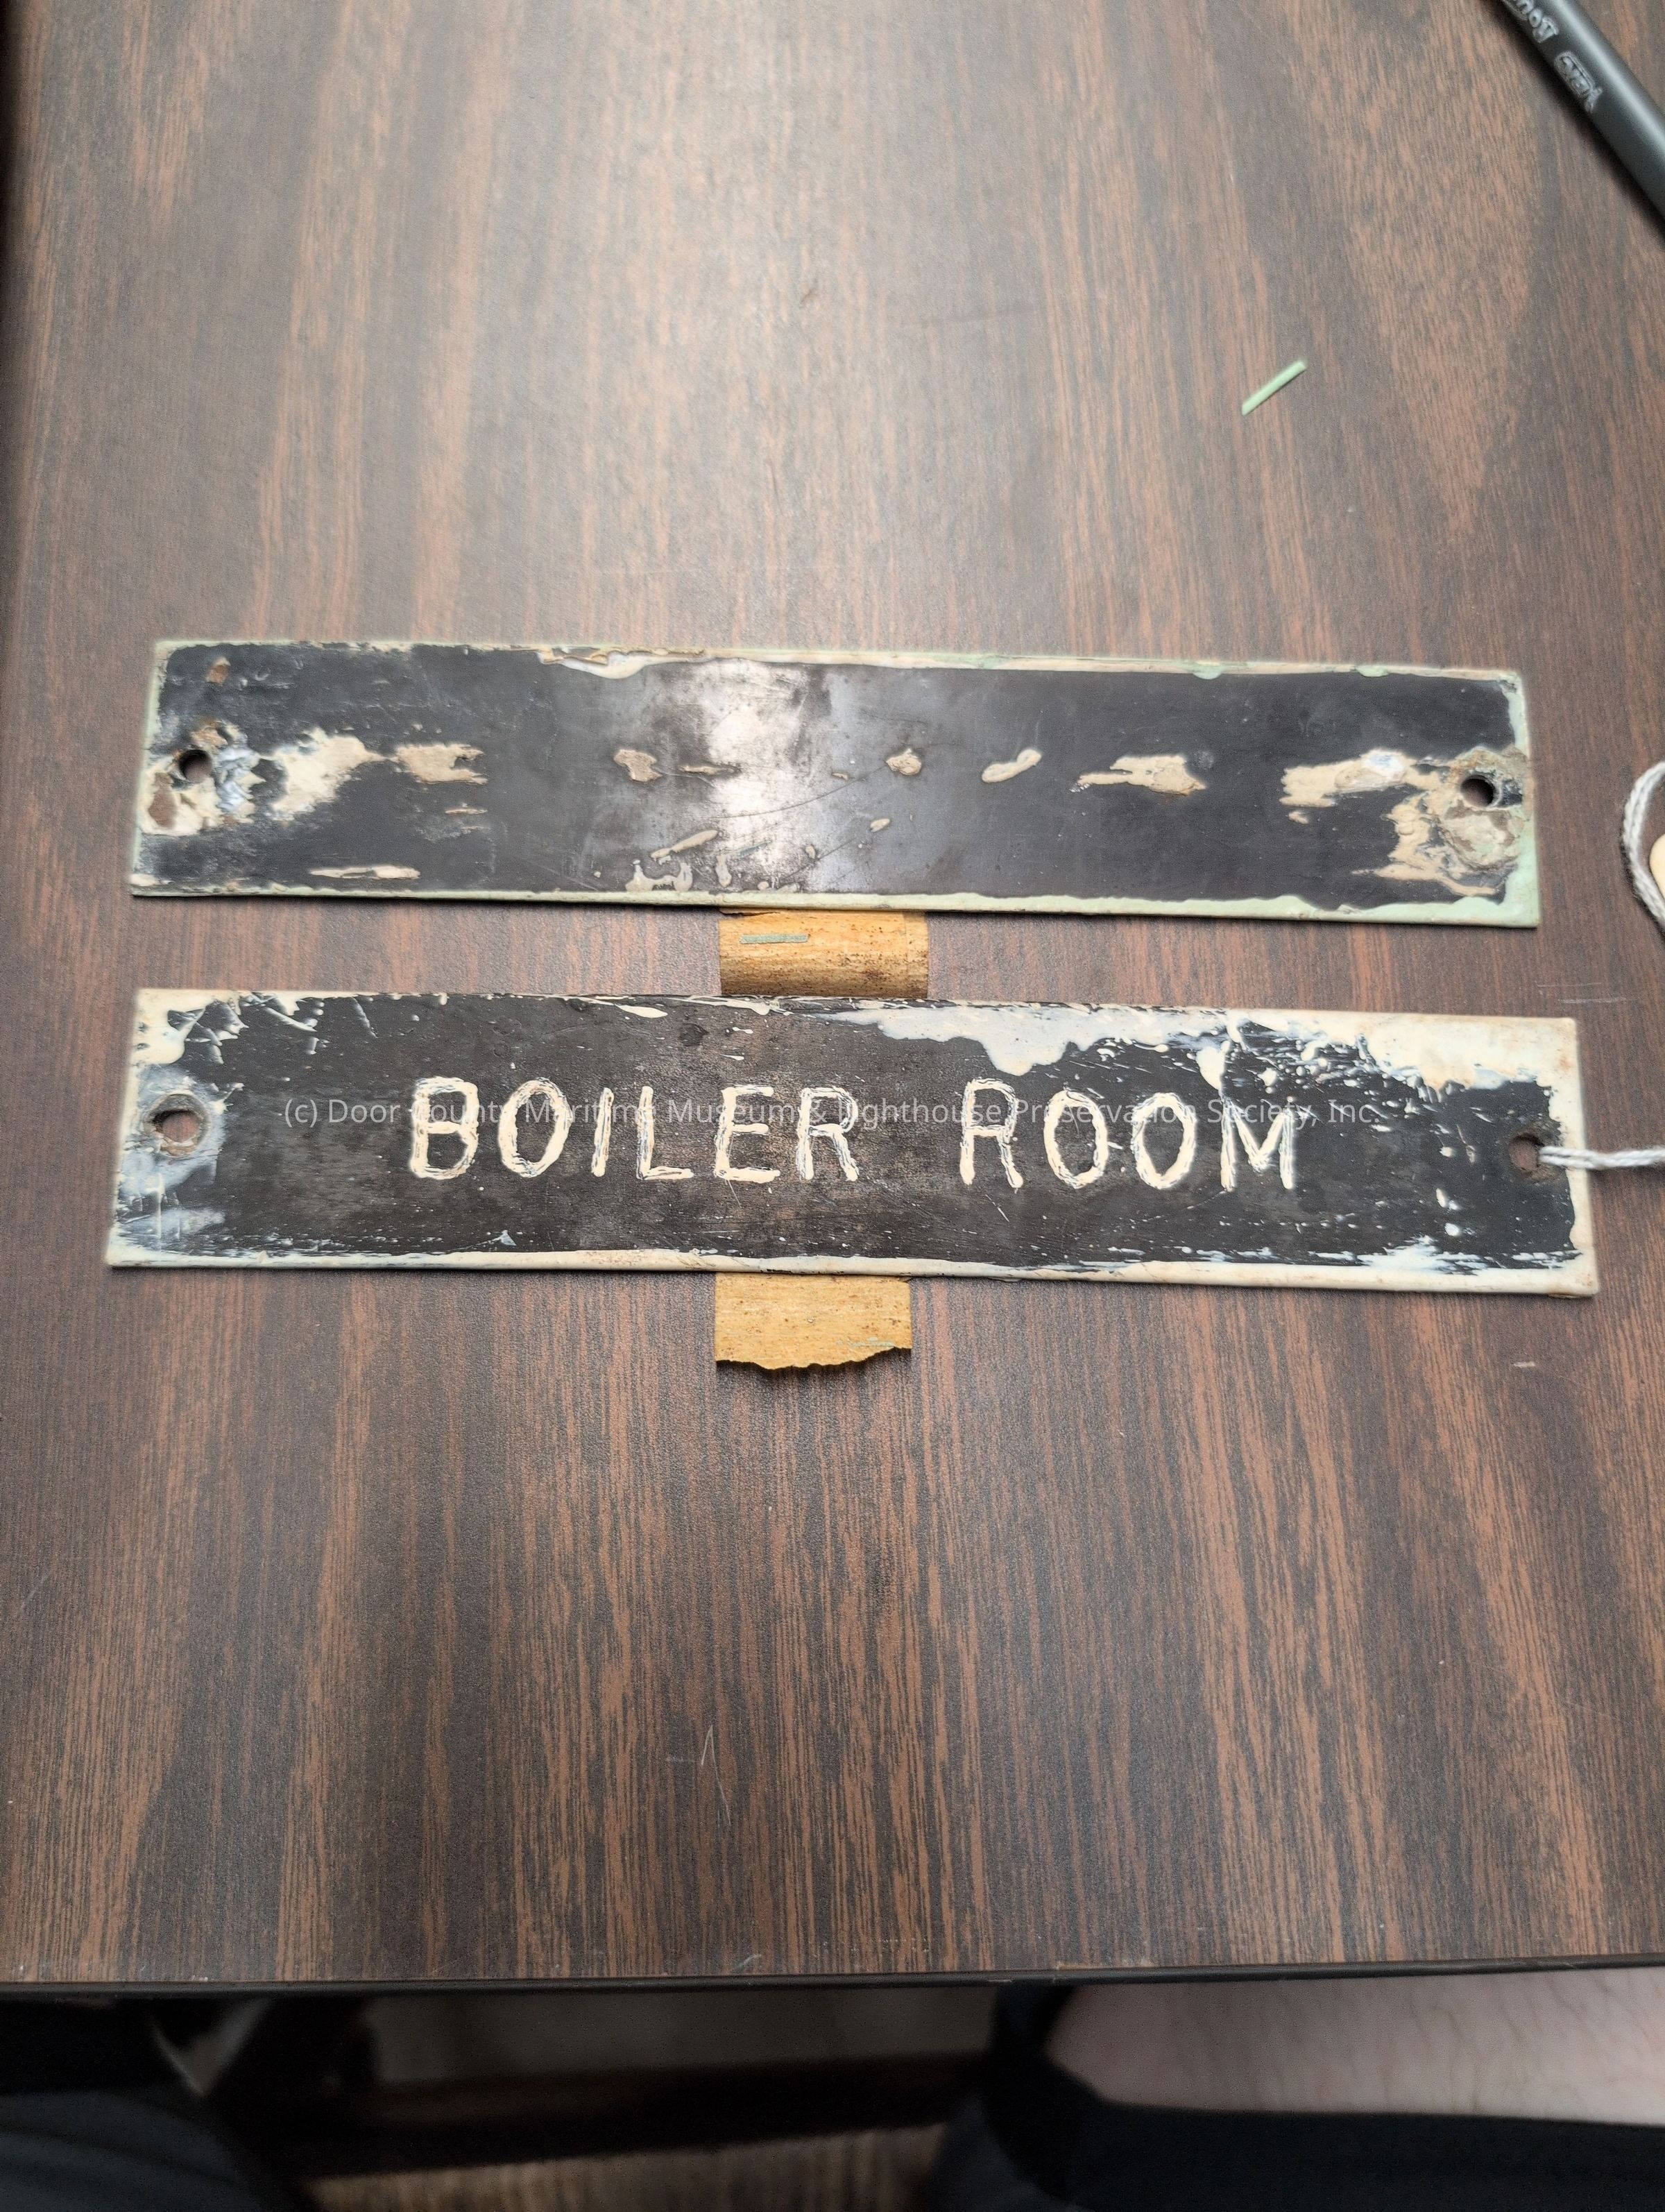 BOILER ROOM
(c) Door County Maritime Museum & Lighthouse Preservation Society, Inc.